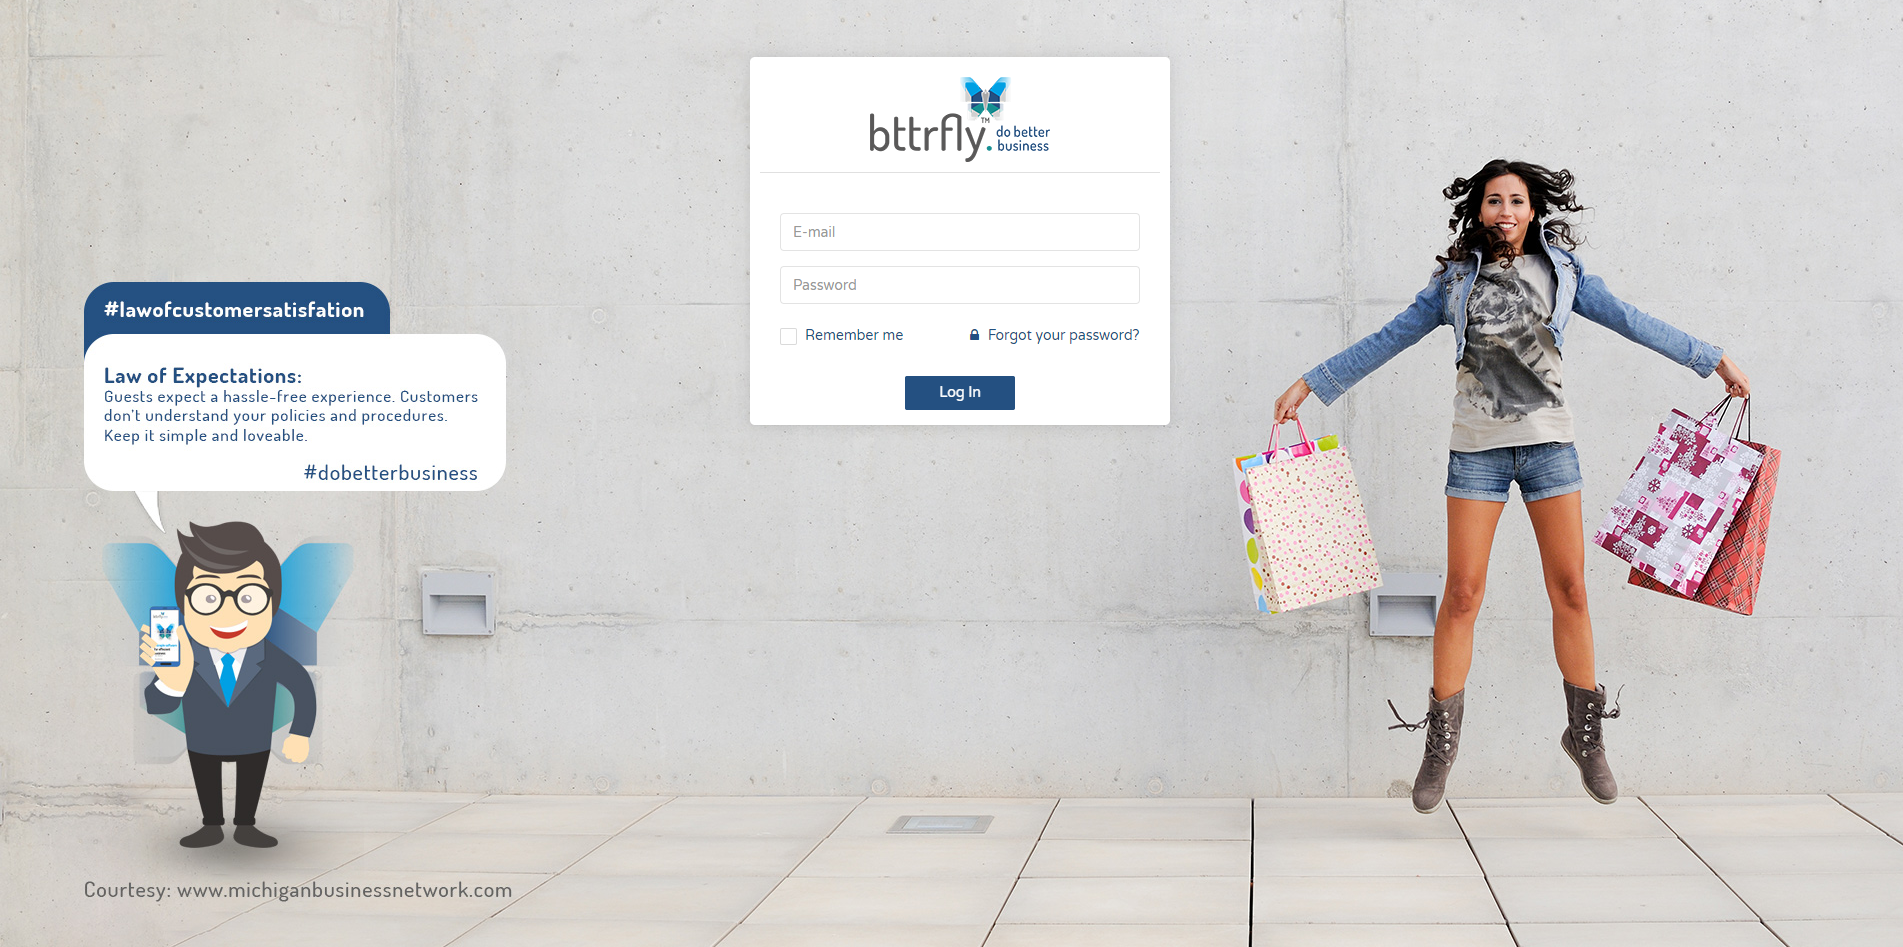 bttrfly.™ do better
business
E-mail
Password
Remember me
Forgot your password?
Log In
#lawofcustomersatisfation
Law of Expectations:
Guests expect a hassle-free experience. Customers
don't understand your policies and procedures.
Keep it simple and loveable.
#dobetterbusiness
Courtesy: www.michiganbusinessnetwork.com